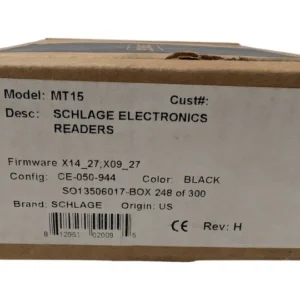 Model: MT15 Cust#:
Desc: SCHLAGE ELECTRONICS
READERS
Firmware X14_27;X09_27
Config: CE-050-944 Color: BLACK
SO13506017-BOX 248 of 300
Brand: SCHLAGE Origin: US
CE Rev: H